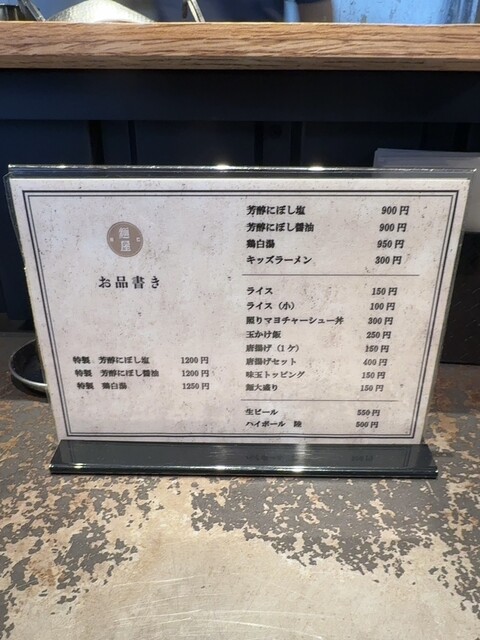 麺屋
お品書き
特製 芳醇にぼし塩 1200円
特製 芳醇にぼし醤油 1200円
特製 鶏白湯 1250円
芳醇にぼし塩 900円
芳醇にぼし醤油 900円
鶏白湯 950円
キッズラーメン 300円
ライス 150円
ライス（小） 100円
照りマヨチャーシュー丼 300円
玉かけ飯 250円
唐揚げ（1ケ） 150円
唐揚げセット 400円
味玉トッピング 150円
麺大盛り 150円
生ビール 550円
ハイボール 陸 500円